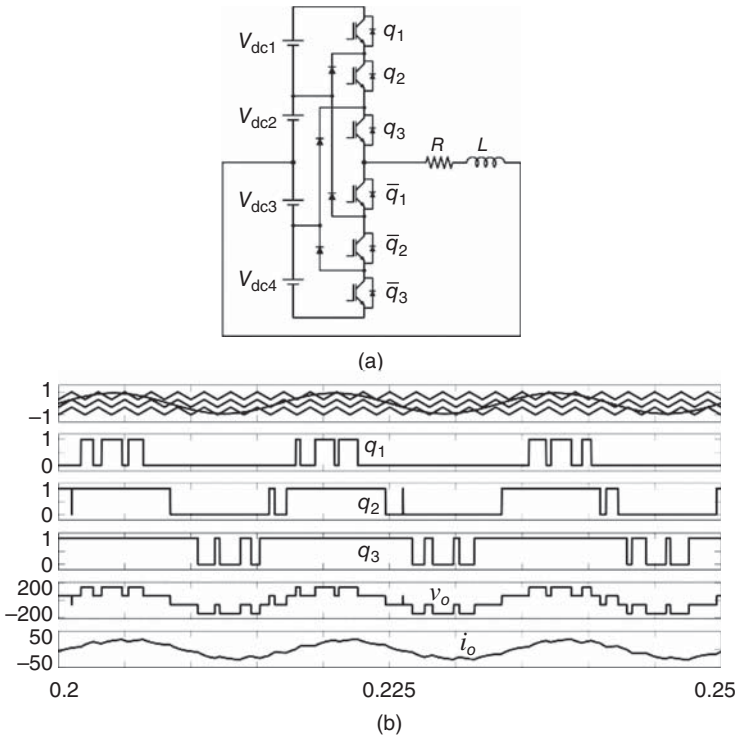 V_dc1
q_1
q_2
V_dc2
q_3
R L
V_dc3
q̅_1
q̅_2
V_dc4
q̅_3
(a)
1
−1
1
0
q_1
1
0
q_2
1
0
q_3
200
−200
v_o
50
−50
i_o
0.2 0.225 0.25
(b)